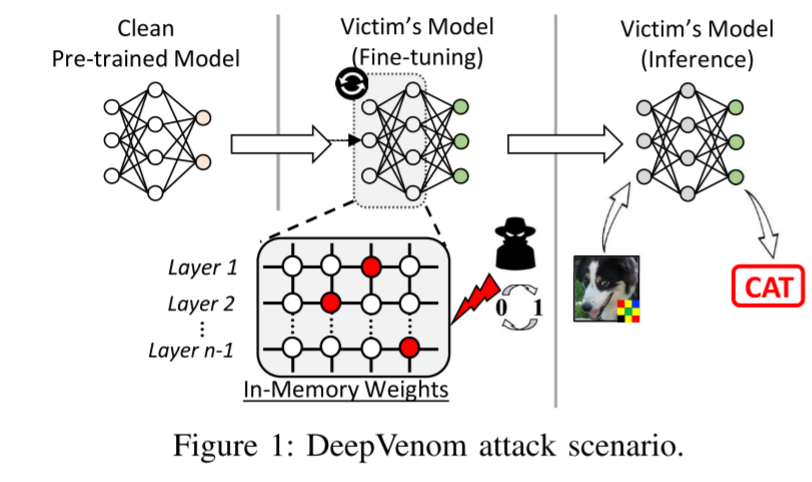 Clean
Pre-trained Model
Victim's Model
(Fine-tuning)
Victim's Model
(Inference)
Layer 1
Layer 2
⋮
Layer n-1
In-Memory Weights
0 1
CAT
Figure 1: DeepVenom attack scenario.